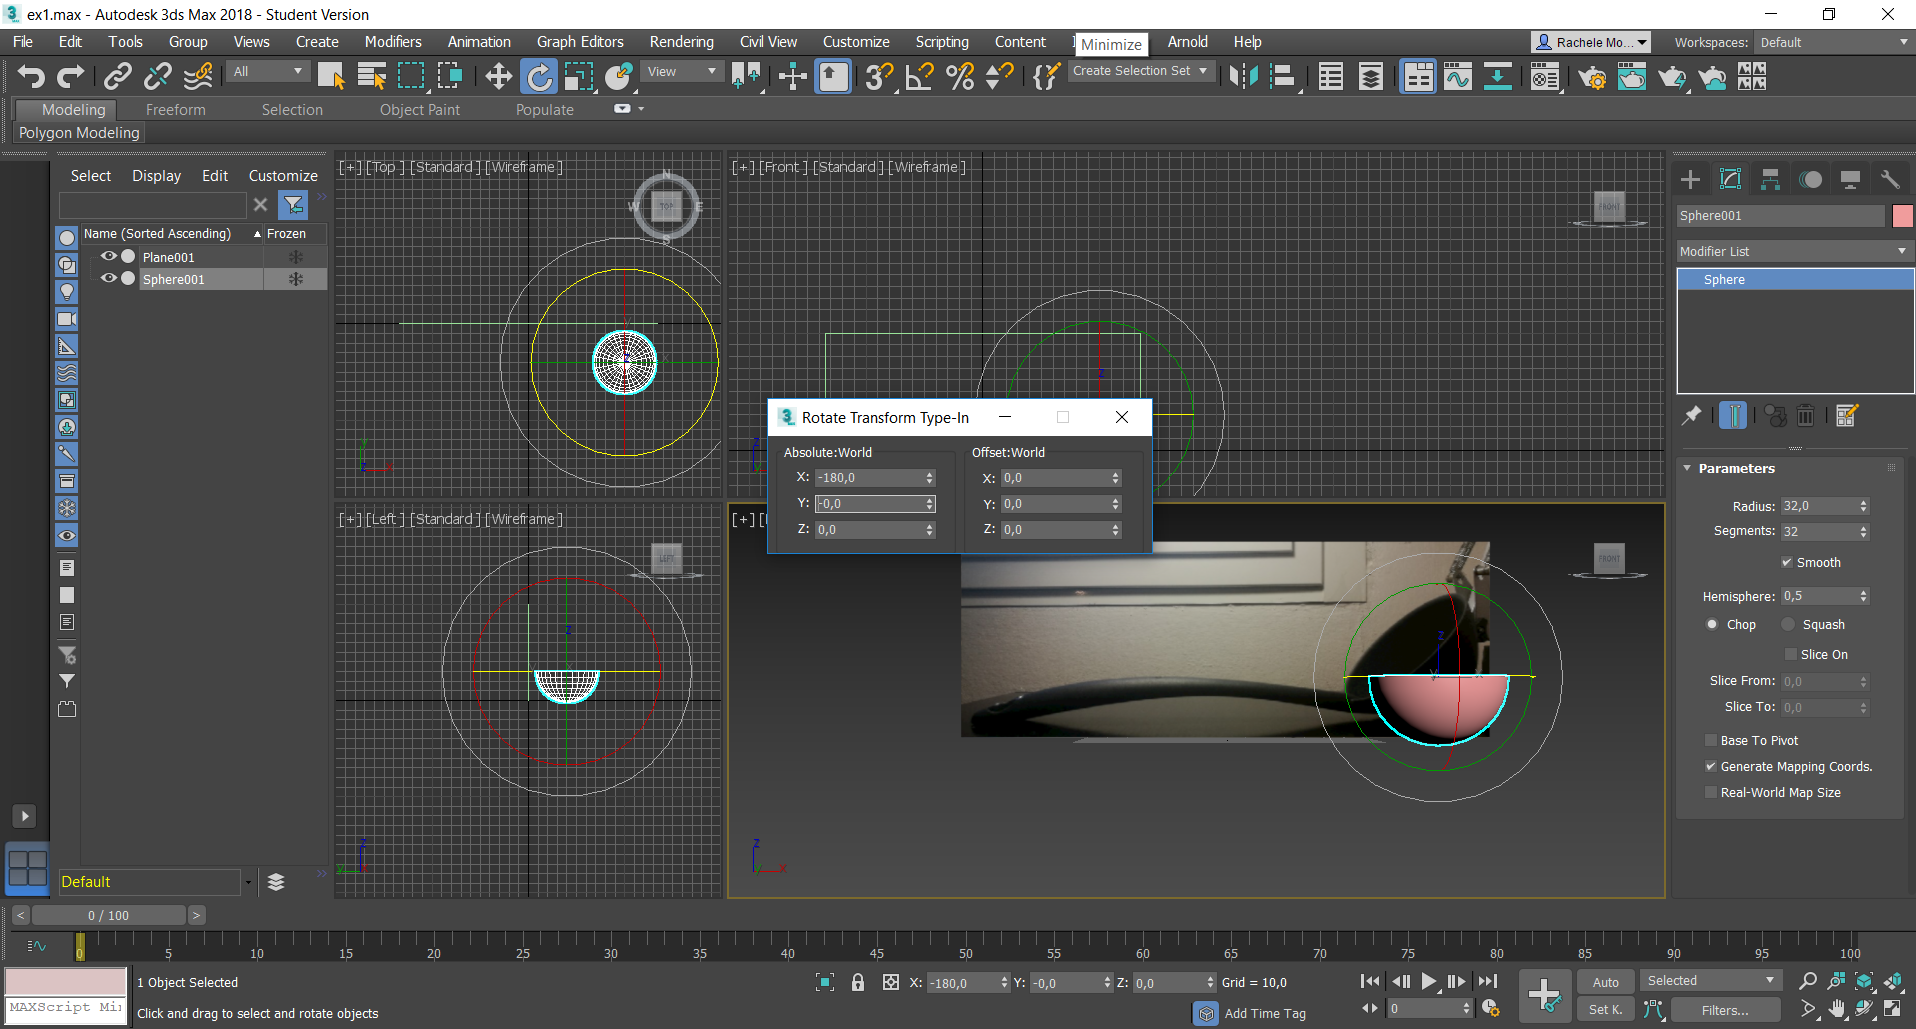 ex1.max - Autodesk 3ds Max 2018 - Student Version
File Edit Tools Group Views Create Modifiers Animation Graph Editors Rendering Civil View Customize Scripting Content Minimize Arnold Help Rachele Mo... Workspaces: Default
All View Create Selection Set
Modeling Freeform Selection Object Paint Populate
Polygon Modeling
Select Display Edit Customize
Name (Sorted Ascending) Frozen
Plane001
Sphere001
Default
[+] [Top ] [Standard ] [Wireframe ]
N
W TOP E
S
[+] [Front ] [Standard ] [Wireframe ]
FRONT
[+] [Left ] [Standard ] [Wireframe ]
LEFT
[+]
FRONT
Rotate Transform Type-In
Absolute:World Offset:World
X: -180,0 X: 0,0
Y: -0,0 Y: 0,0
Z: 0,0 Z: 0,0
Sphere001
Modifier List
Sphere
Parameters
Radius: 32,0
Segments: 32
Smooth
Hemisphere: 0,5
Chop Squash
Slice On
Slice From: 0,0
Slice To: 0,0
Base To Pivot
Generate Mapping Coords.
Real-World Map Size
< 0 / 100 >
0 5 10 15 20 25 30 35 40 45 50 55 60 65 70 75 80 85 90 95 100
1 Object Selected X: -180,0 Y: -0,0 Z: 0,0 Grid = 10,0 Auto Selected
MAXScript Mi
Click and drag to select and rotate objects Add Time Tag 0 Set K. Filters...